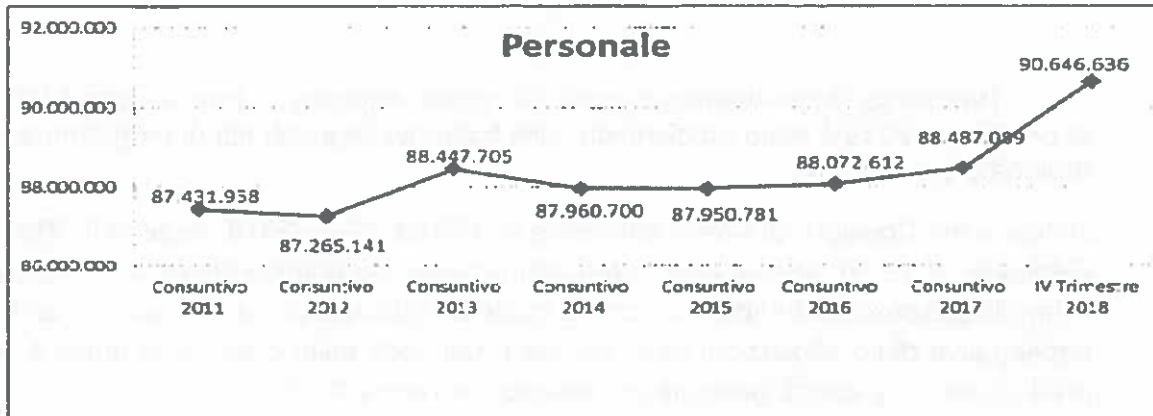 Personale
92.000.000
90.000.000
88.000.000
86.000.000
87.431.938
87.265.141
88.447.705
87.960.700
87.950.781
88.072.612
88.487.089
90.646.636
Consuntivo 2011
Consuntivo 2012
Consuntivo 2013
Consuntivo 2014
Consuntivo 2015
Consuntivo 2016
Consuntivo 2017
IV Trimestre 2018